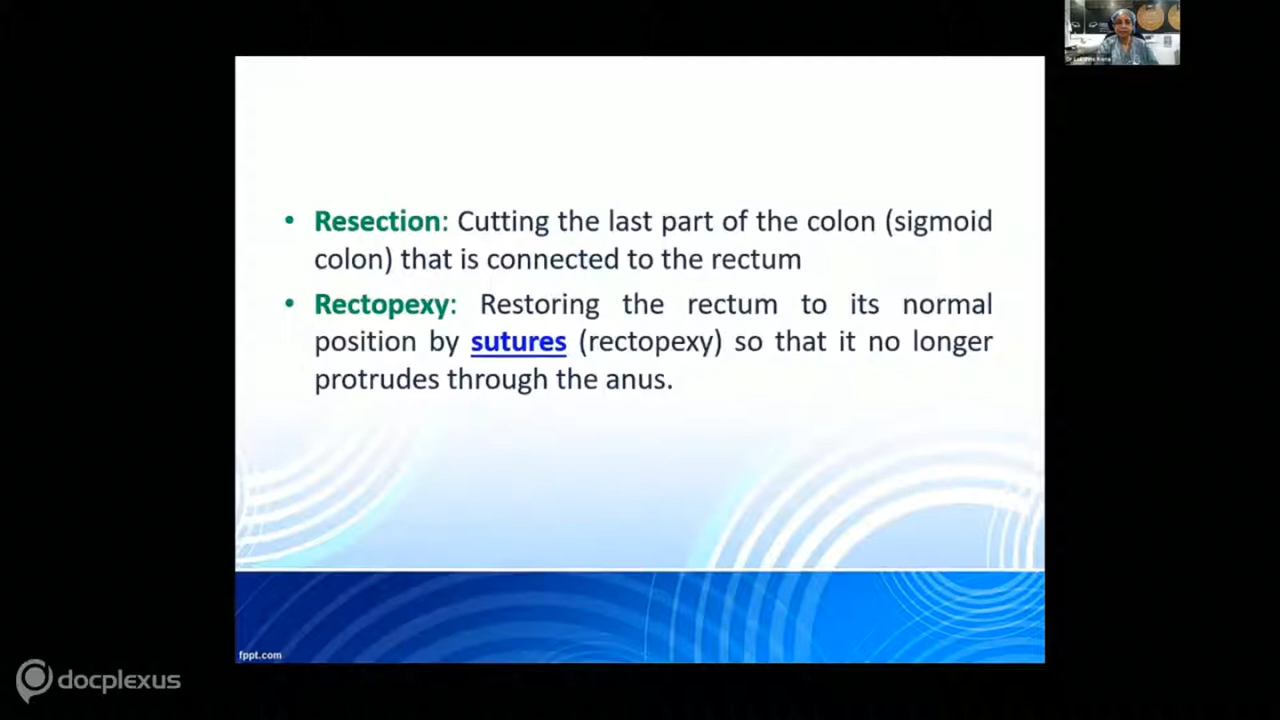 • Resection: Cutting the last part of the colon (sigmoid
colon) that is connected to the rectum
• Rectopexy: Restoring the rectum to its normal
position by sutures (rectopexy) so that it no longer
protrudes through the anus.
fppt.com
docplexus